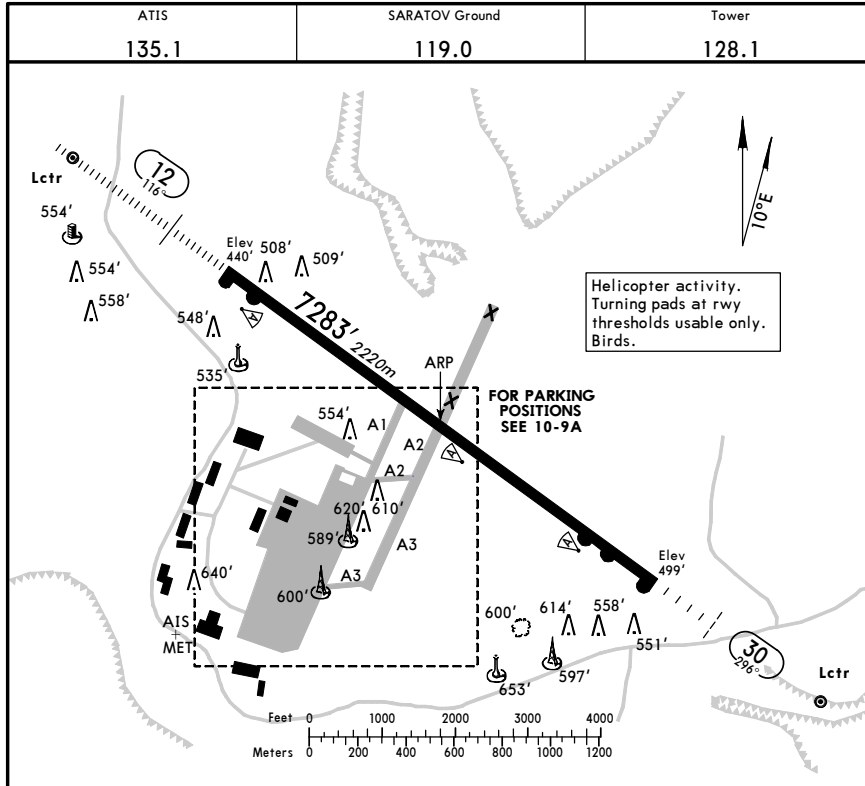 ATIS
135.1
SARATOV Ground
119.0
Tower
128.1
Lctr
12
116°
10°E
554'
Elev
440'
508'
509'
554'
558'
Helicopter activity.
Turning pads at rwy
thresholds usable only.
Birds.
548'
7283' 2220m
X
535'
ARP
X
FOR PARKING
POSITIONS
SEE 10-9A
554'
A1
A2
A
A
A2
620'
610'
589'
A3
A
Elev
499'
640'
A3
600'
600'
614'
558'
551'
AIS
+
MET
30
296°
Lctr
653'
597'
Feet 0 1000 2000 3000 4000
Meters 0 200 400 600 800 1000 1200